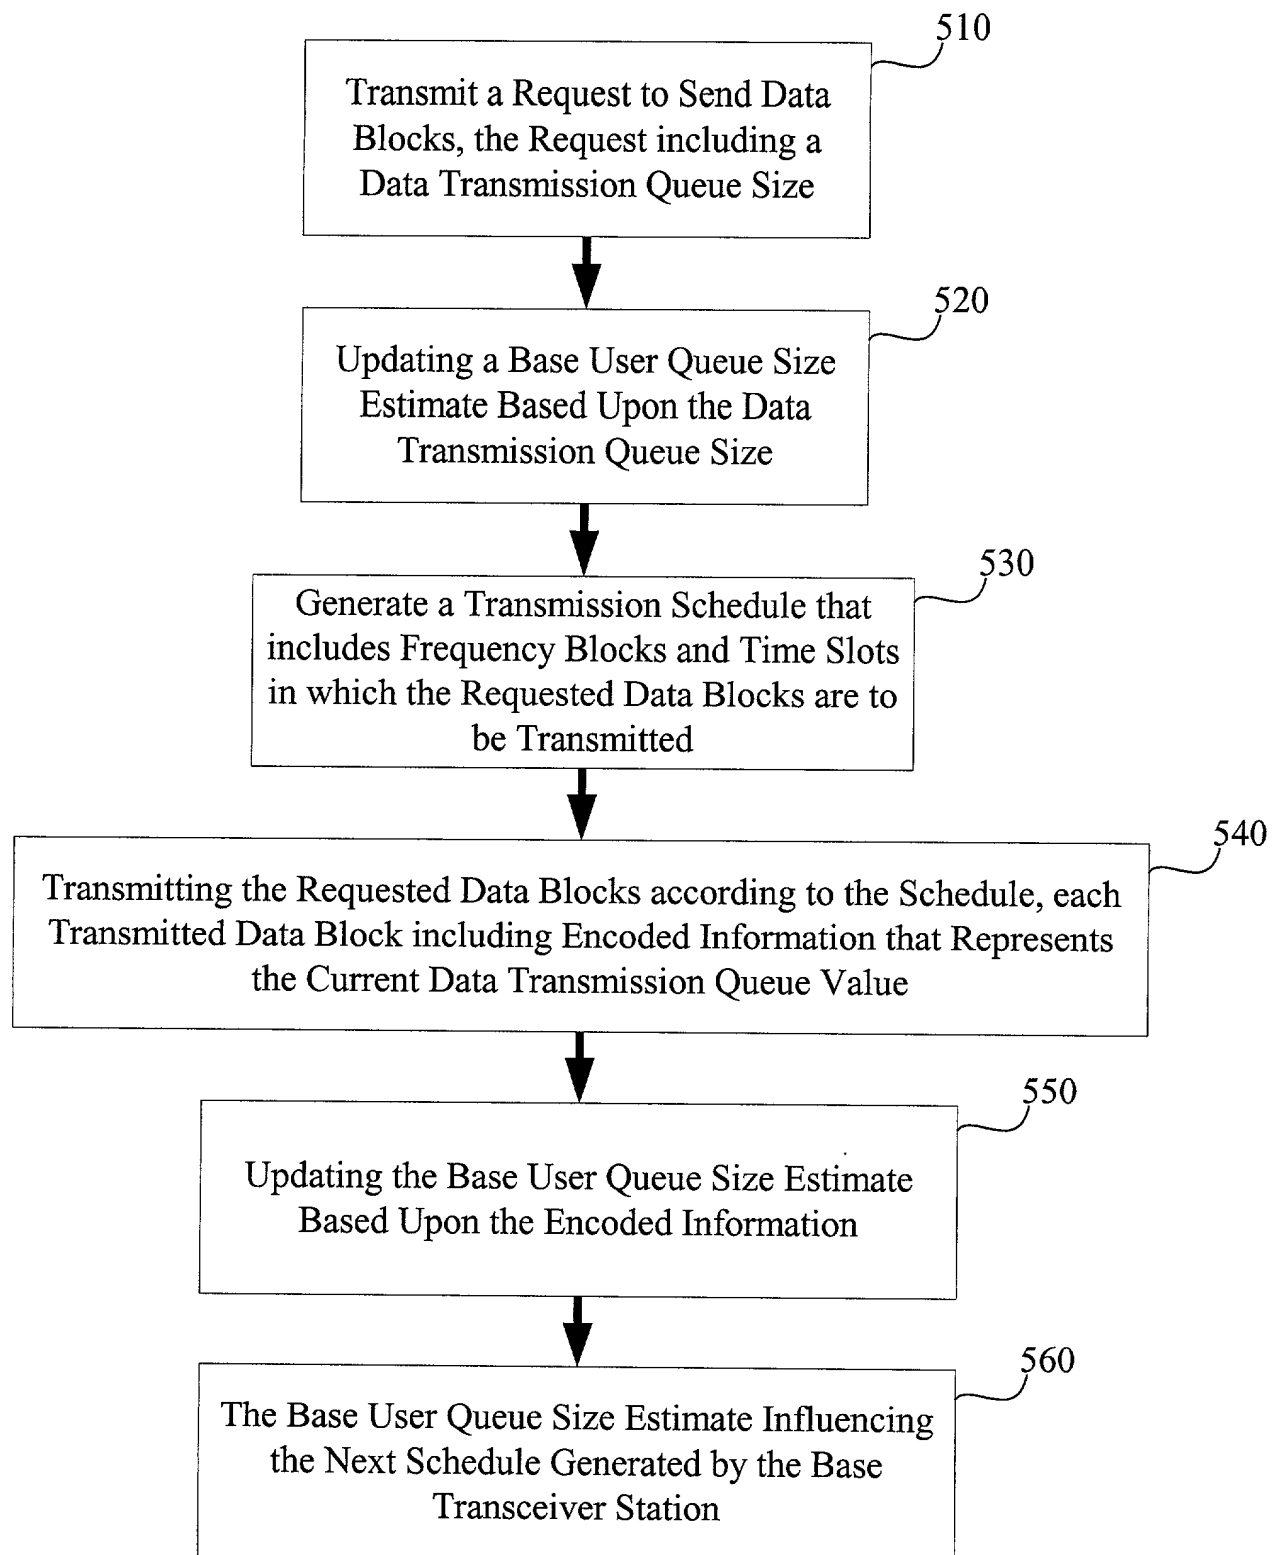 510
Transmit a Request to Send Data
Blocks, the Request including a
Data Transmission Queue Size
520
Updating a Base User Queue Size
Estimate Based Upon the Data
Transmission Queue Size
530
Generate a Transmission Schedule that
includes Frequency Blocks and Time Slots
in which the Requested Data Blocks are to
be Transmitted
540
Transmitting the Requested Data Blocks according to the Schedule, each
Transmitted Data Block including Encoded Information that Represents
the Current Data Transmission Queue Value
550
Updating the Base User Queue Size Estimate
Based Upon the Encoded Information
560
The Base User Queue Size Estimate Influencing
the Next Schedule Generated by the Base
Transceiver Station